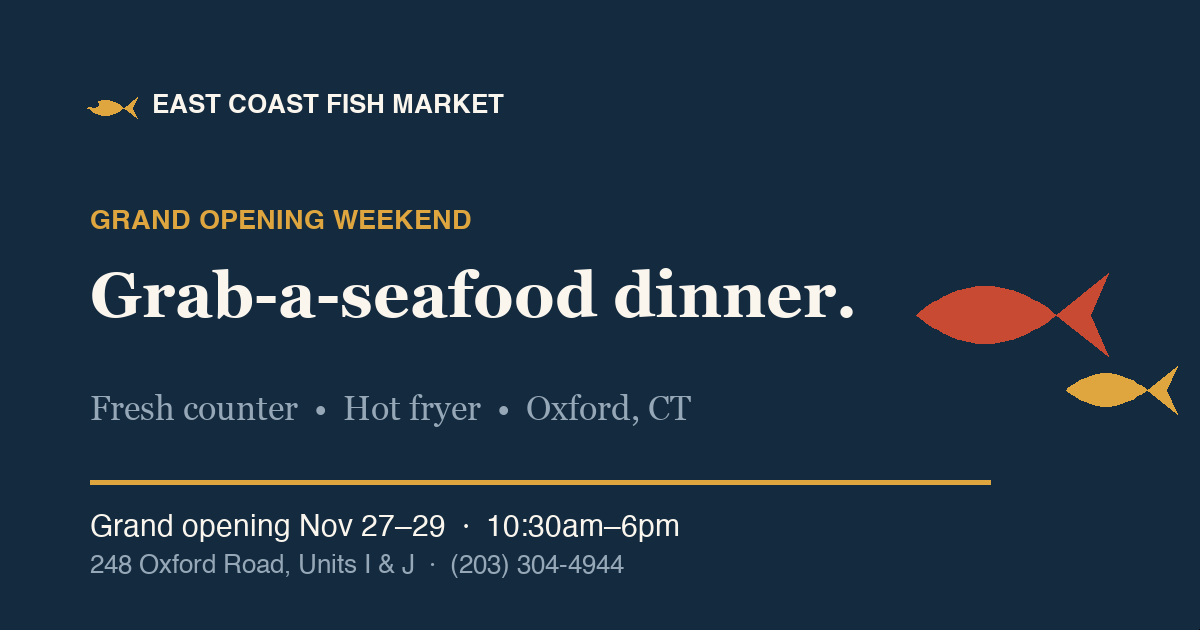 EAST COAST FISH MARKET
GRAND OPENING WEEKEND
Grab-a-seafood dinner.
Fresh counter • Hot fryer • Oxford, CT
Grand opening Nov 27–29 · 10:30am–6pm
248 Oxford Road, Units I & J · (203) 304-4944